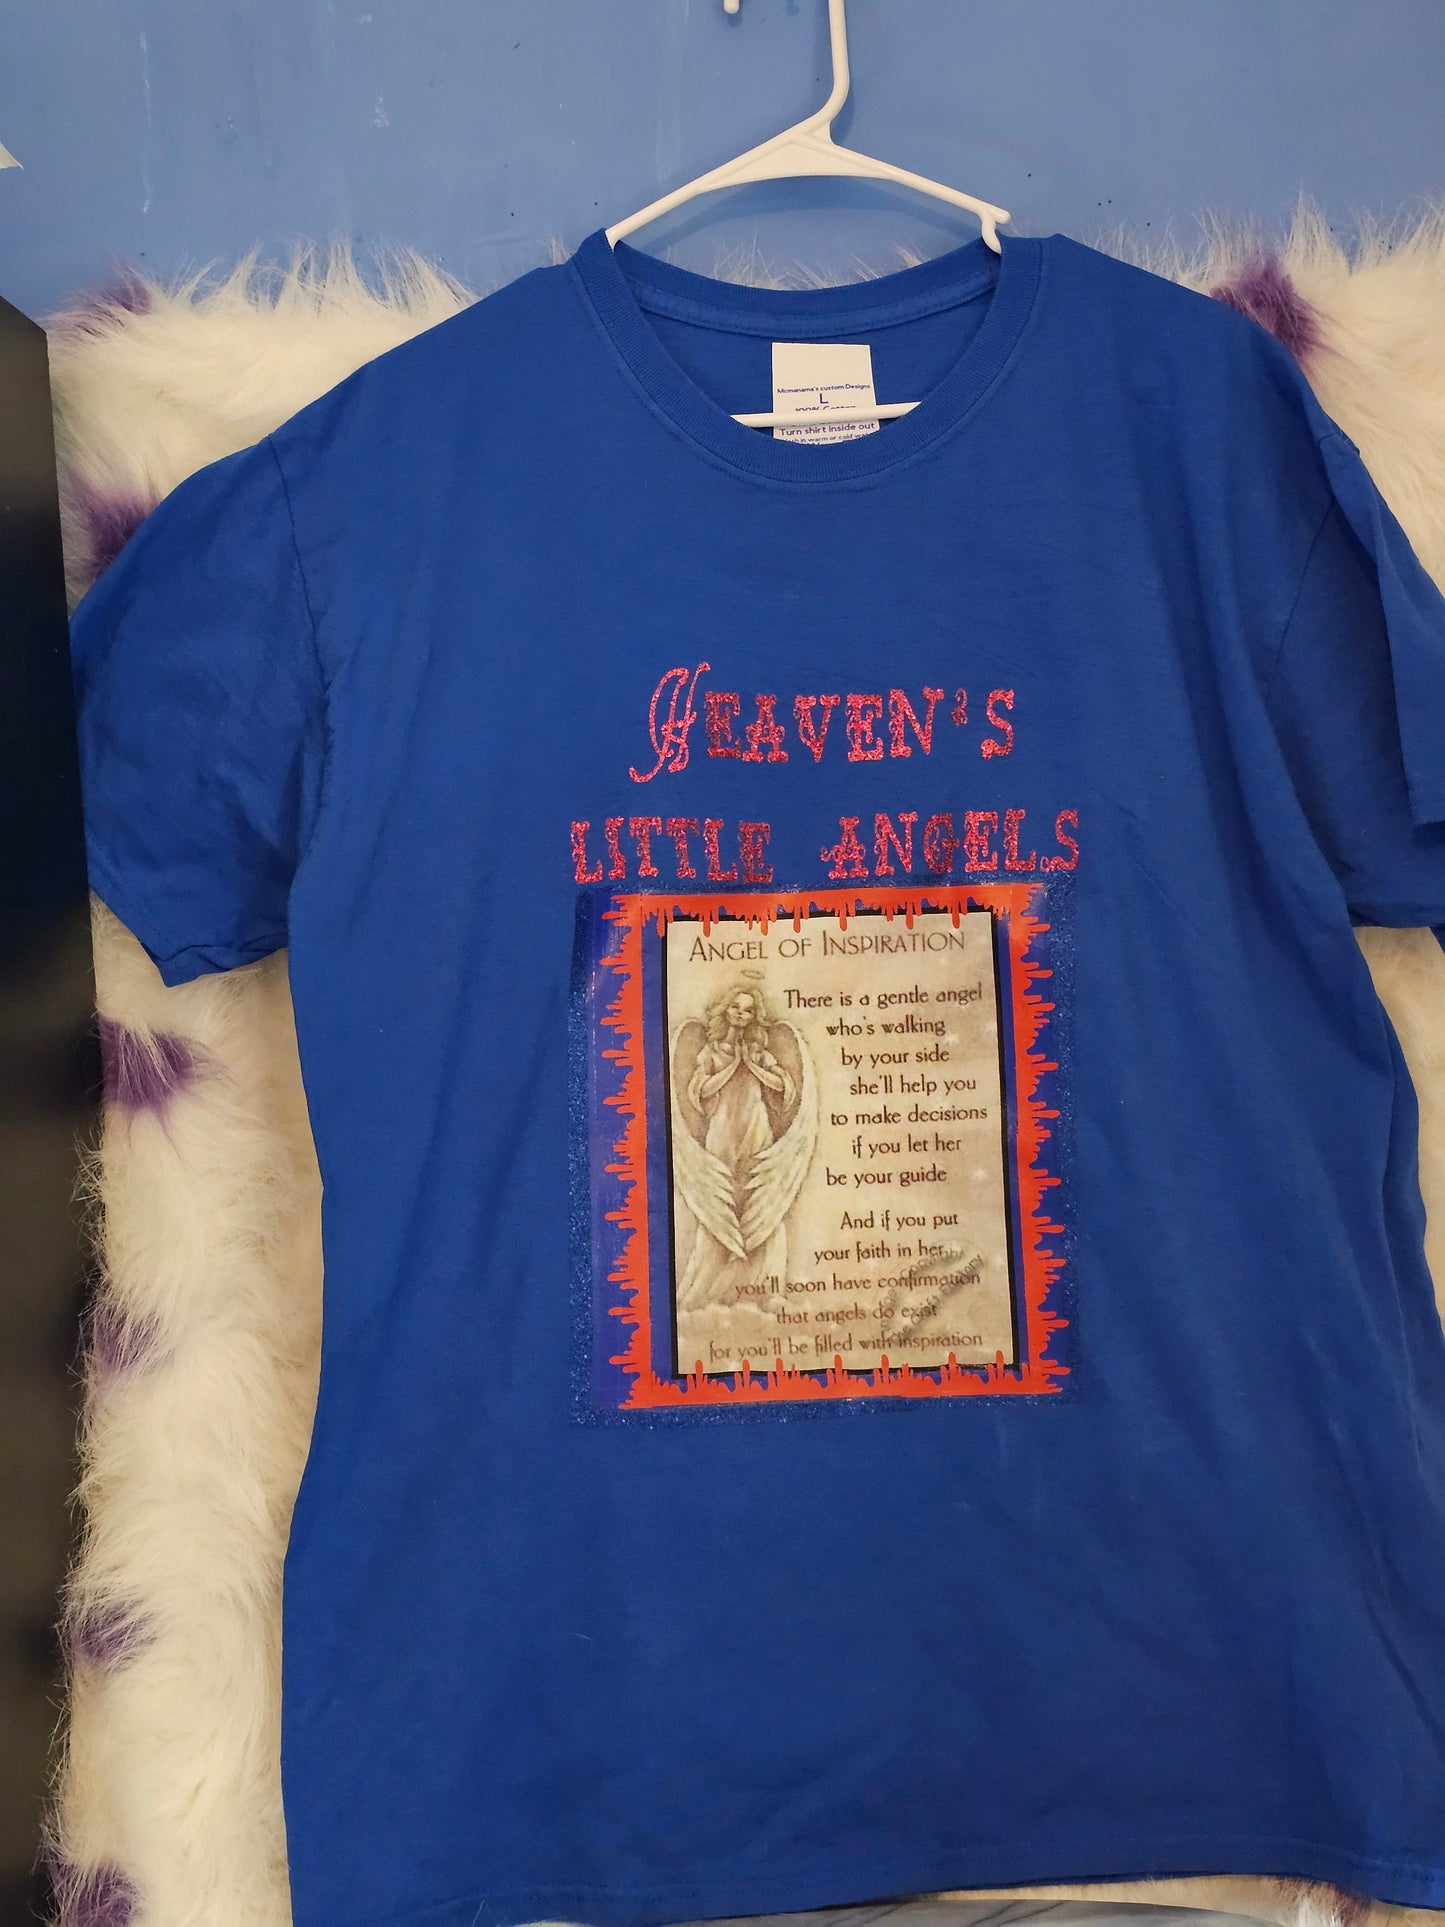 Mcmanama's custom Designs
L
100% Cotton
Turn shirt inside out
HEAVEN'S
LITTLE ANGELS
ANGEL OF INSPIRATION
There is a gentle angel
who's walking
by your side
she'll help you
to make decisions
if you let her
be your guide
And if you put
your faith in her
you'll soon have confirmation
that angels do exist
for you'll be filled with inspiration